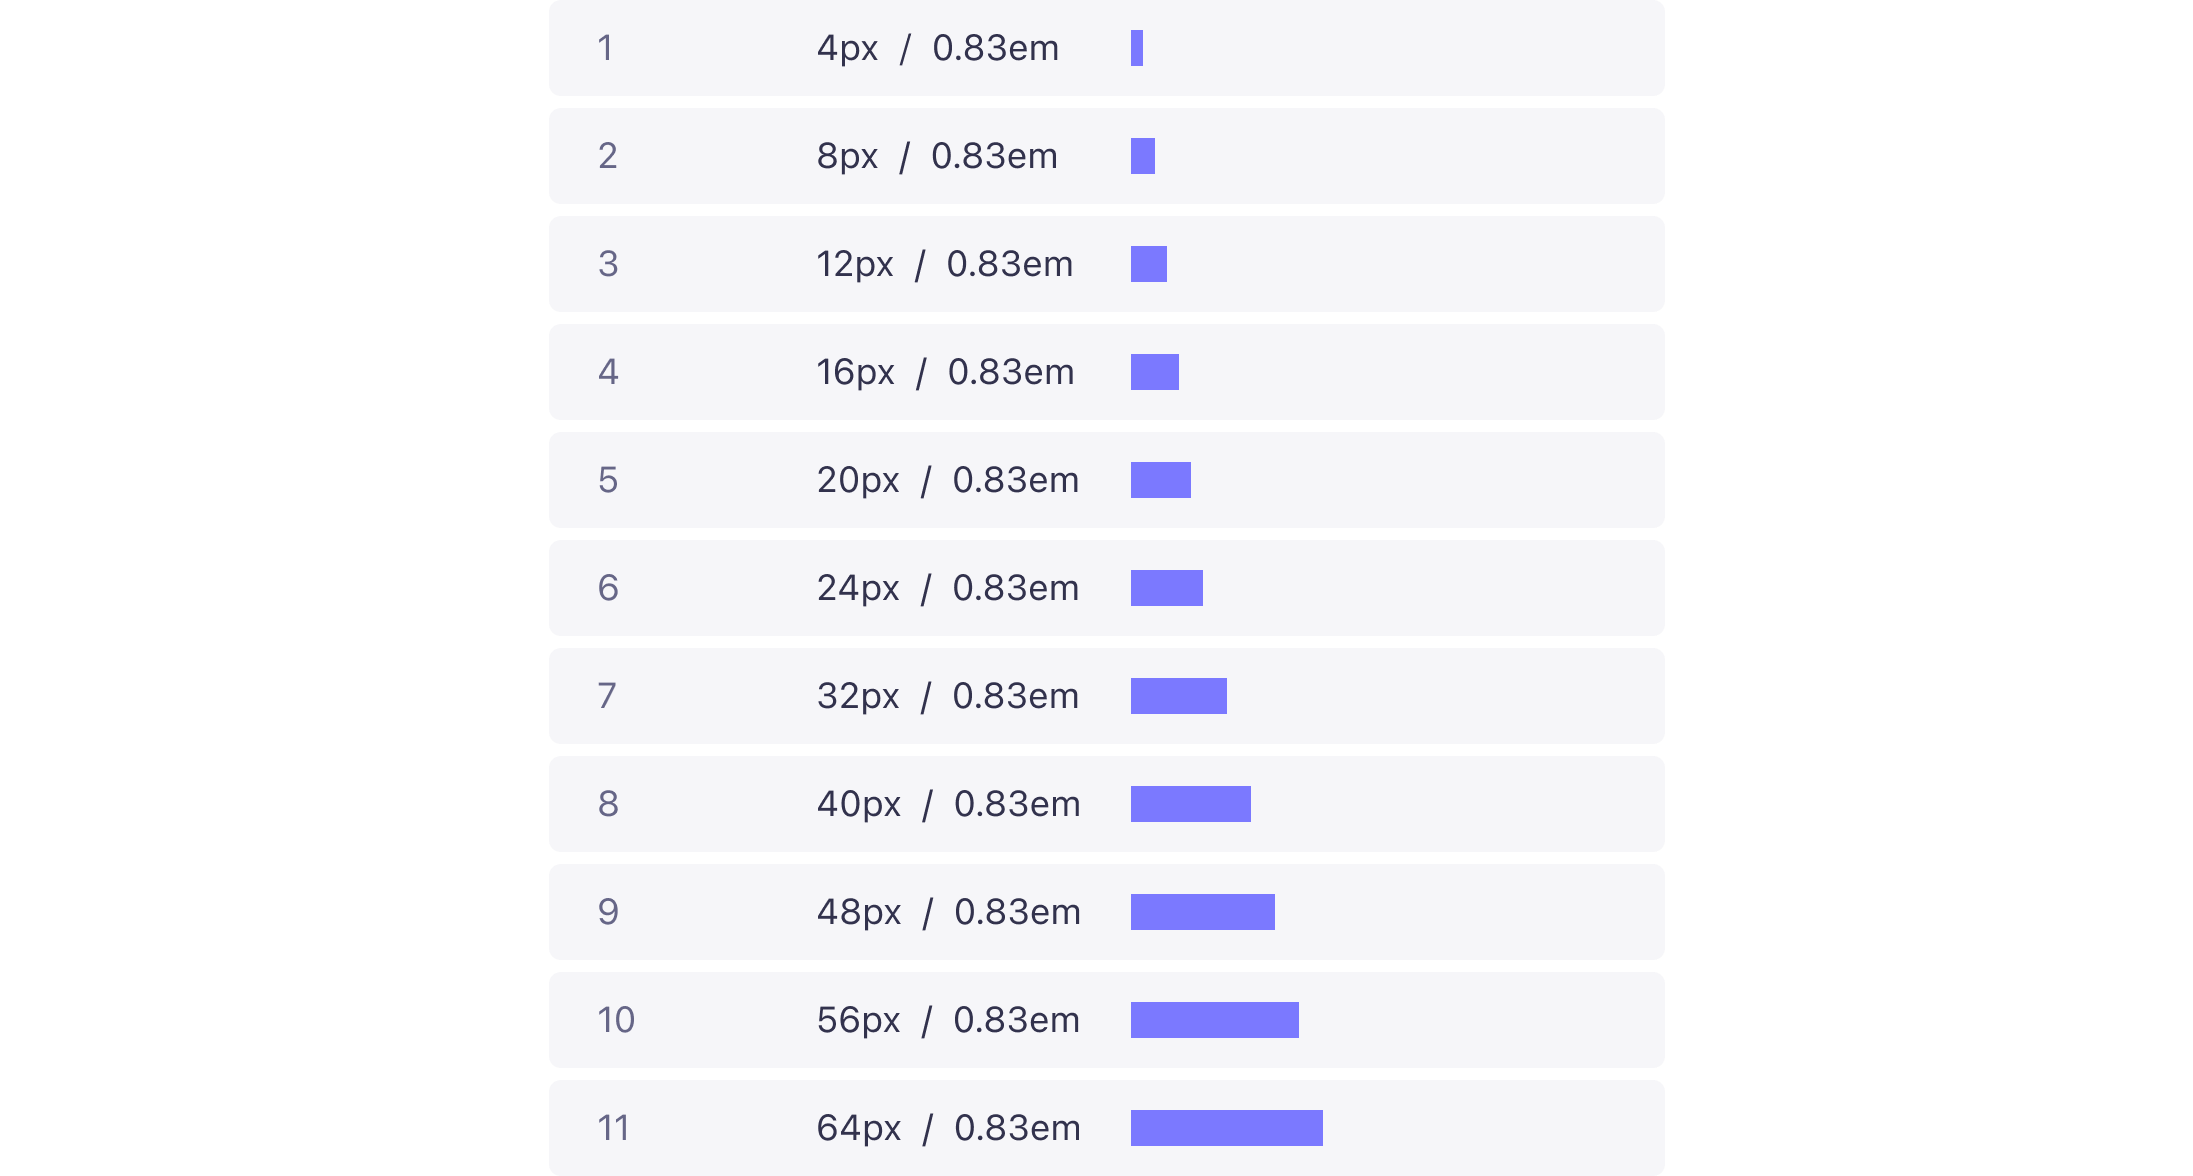 1 4px / 0.83em
2 8px / 0.83em
3 12px / 0.83em
4 16px / 0.83em
5 20px / 0.83em
6 24px / 0.83em
7 32px / 0.83em
8 40px / 0.83em
9 48px / 0.83em
10 56px / 0.83em
11 64px / 0.83em